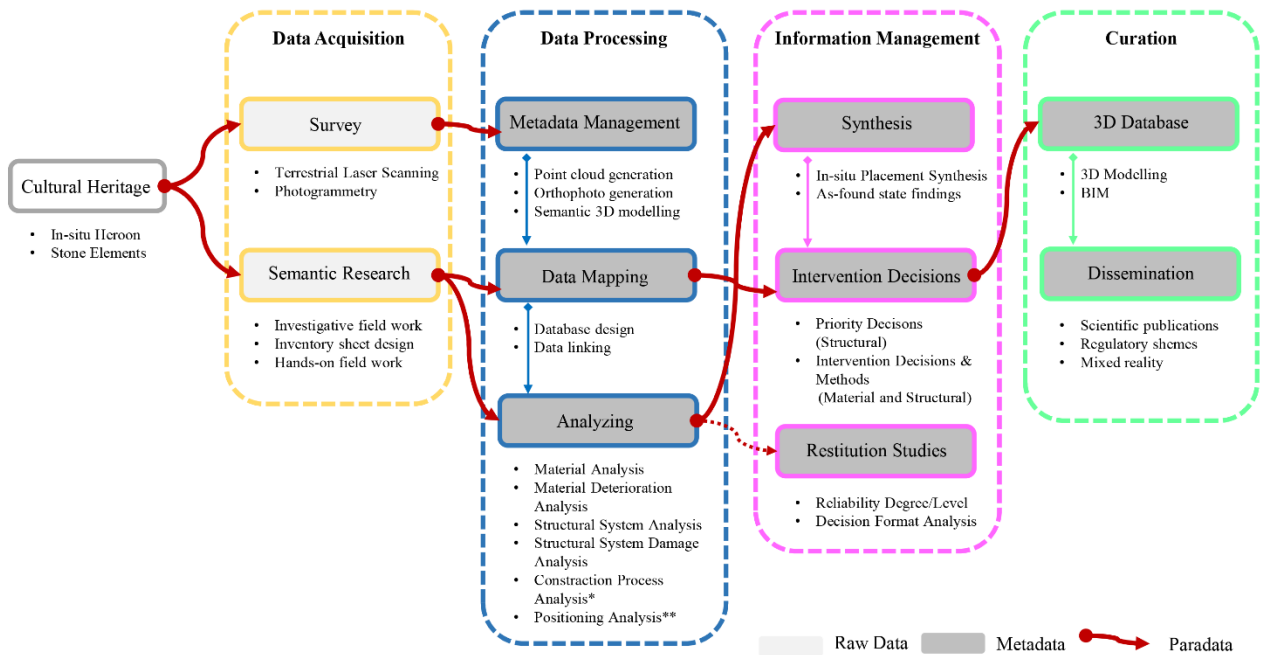 Data Acquisition
Data Processing
Information Management
Curation
Cultural Heritage
• In-situ Heroon
• Stone Elements
Survey
• Terrestrial Laser Scanning
• Photogrammetry
Semantic Research
• Investigative field work
• Inventory sheet design
• Hands-on field work
Metadata Management
• Point cloud generation
• Orthophoto generation
• Semantic 3D modelling
Data Mapping
• Database design
• Data linking
Analyzing
• Material Analysis
• Material Deterioration
Analysis
• Structural System Analysis
• Structural System Damage
Analysis
• Constraction Process
Analysis*
• Positioning Analysis**
Synthesis
• In-situ Placement Synthesis
• As-found state findings
Intervention Decisions
• Priority Decisons
(Structural)
• Intervention Decisions &
Methods
(Material and Structural)
Restitution Studies
• Reliability Degree/Level
• Decision Format Analysis
3D Database
• 3D Modelling
• BIM
Dissemination
• Scientific publications
• Regulatory shemes
• Mixed reality
Raw Data
Metadata
Paradata